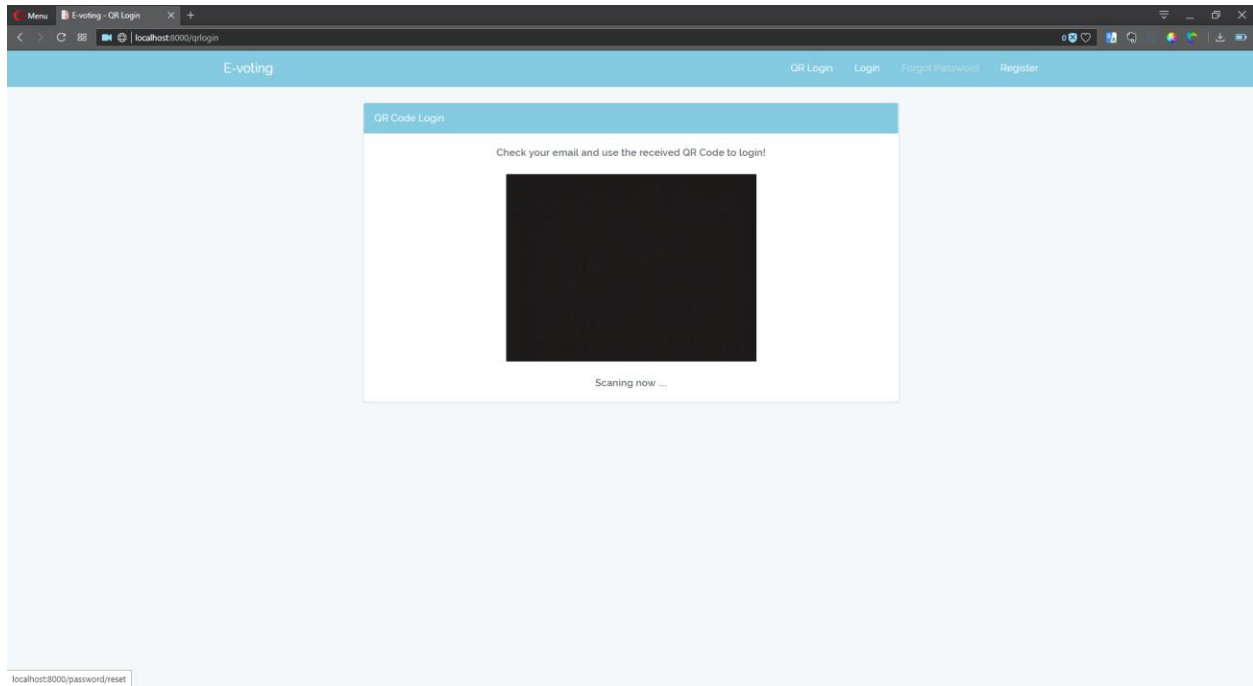 Menu
E-voting - QR Login
localhost:8000/qrlogin
0
E-voting
QR Login Login Forgot Password Register
QR Code Login
Check your email and use the received QR Code to login!
Scaning now ....
localhost:8000/password/reset